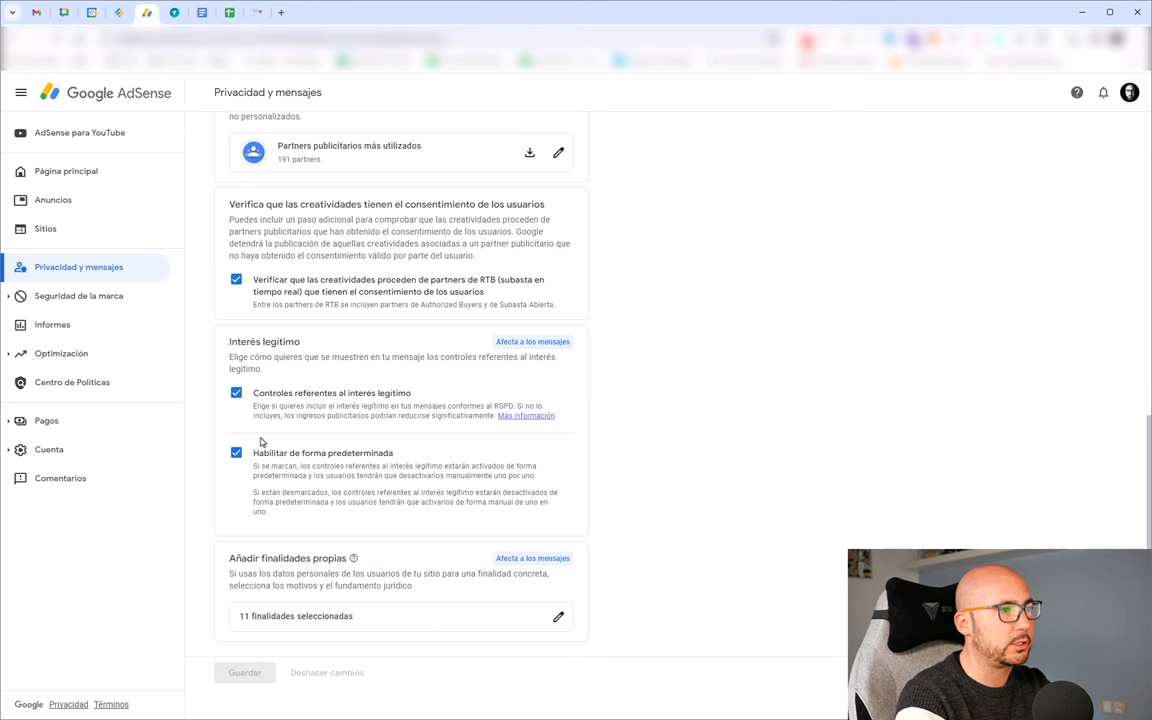 Google AdSense
Privacidad y mensajes
AdSense para YouTube
Página principal
Anuncios
Sitios
Privacidad y mensajes
Seguridad de la marca
Informes
Optimización
Centro de Políticas
Pagos
Cuenta
Comentarios
Google Privacidad Términos
no personalizados.
Partners publicitarios más utilizados
191 partners
Verifica que las creatividades tienen el consentimiento de los usuarios
Puedes incluir un paso adicional para comprobar que las creatividades proceden de
partners publicitarios que han obtenido el consentimiento de los usuarios. Google
detendrá la publicación de aquellas creatividades asociadas a un partner publicitario que
no haya obtenido el consentimiento válido por parte del usuario.
Verificar que las creatividades proceden de partners de RTB (subasta en
tiempo real) que tienen el consentimiento de los usuarios
Entre los partners de RTB se incluyen partners de Authorized Buyers y de Subasta Abierta.
Interés legítimo
Afecta a los mensajes
Elige cómo quieres que se muestren en tu mensaje los controles referentes al interés
legítimo
Controles referentes al interés legítimo
Elige si quieres incluir el interés legítimo en tus mensajes conformes al RGPD. Si no lo
incluyes, los ingresos publicitarios podrían reducirse significativamente. Más información
Habilitar de forma predeterminada
Si se marcan, los controles referentes al interés legítimo estarán activados de forma
predeterminada y los usuarios tendrán que desactivarlos manualmente uno por uno.
Si están desmarcados, los controles referentes al interés legítimo estarán desactivados de
forma predeterminada y los usuarios tendrán que activarlos de forma manual de uno en
uno.
Añadir finalidades propias
Afecta a los mensajes
Si usas los datos personales de los usuarios de tu sitio para una finalidad concreta,
selecciona los motivos y el fundamento jurídico
11 finalidades seleccionadas
Guardar
Deshacer cambios